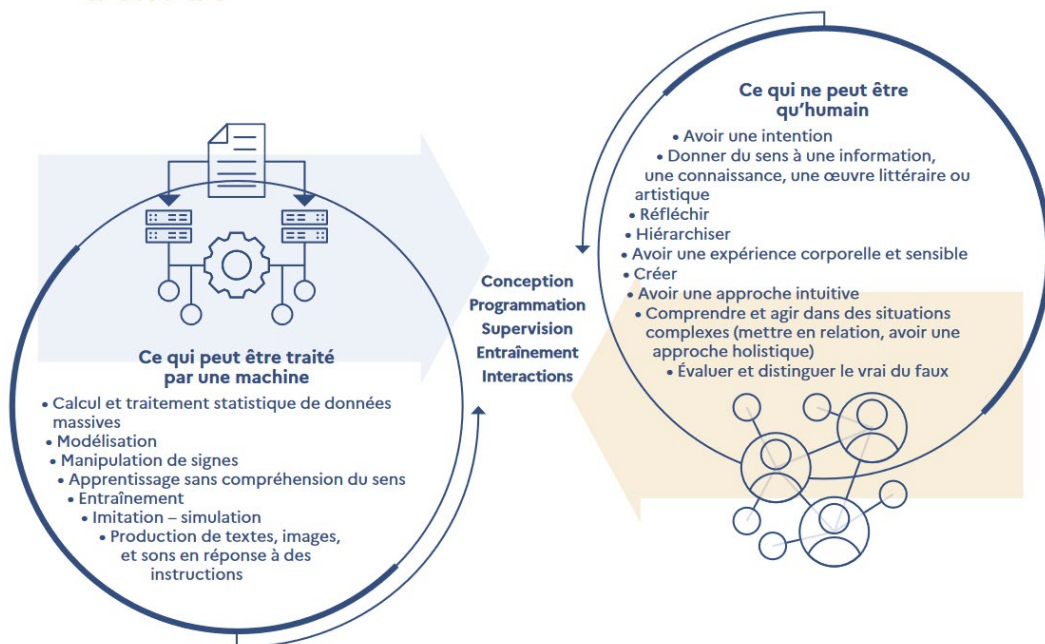 Ce qui peut être traité
par une machine
• Calcul et traitement statistique de données
massives
• Modélisation
• Manipulation de signes
• Apprentissage sans compréhension du sens
• Entraînement
• Imitation – simulation
• Production de textes, images,
et sons en réponse à des
instructions
Conception
Programmation
Supervision
Entraînement
Interactions
Ce qui ne peut être
qu’humain
• Avoir une intention
• Donner du sens à une information,
une connaissance, une œuvre littéraire ou
artistique
• Réfléchir
• Hiérarchiser
• Avoir une expérience corporelle et sensible
• Créer
• Avoir une approche intuitive
• Comprendre et agir dans des situations
complexes (mettre en relation, avoir une
approche holistique)
• Évaluer et distinguer le vrai du faux